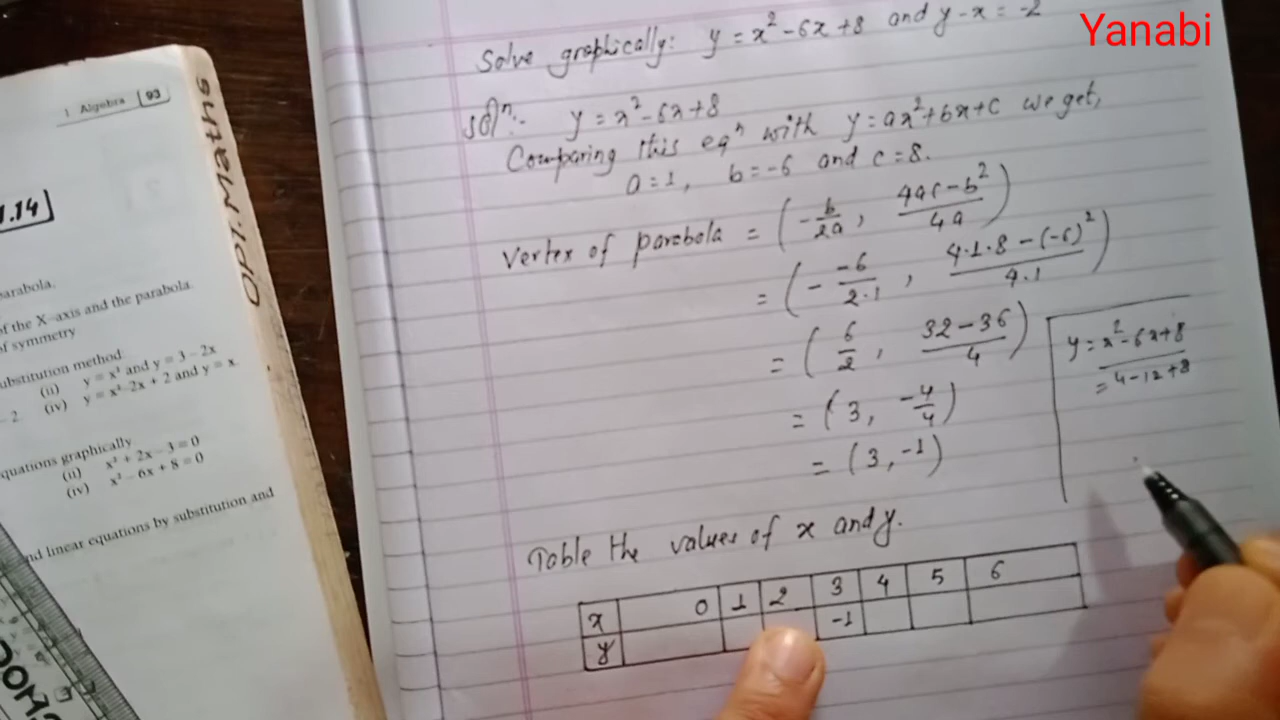 Yanabi
1 Algebra 93
OPT. Maths
1.14
parabola.
of the X-axis and the parabola.
of symmetry
substitution method
(ii) y = x² and y = 3 – 2x
– 2 (iv) y = x² – 2x + 2 and y = x.
equations graphically
(ii) x² + 2x – 3 = 0
(iv) x² – 6x + 8 = 0
nd linear equations by substitution and
Solve graphically: y = x² - 6x + 8 and y - x = -2
Solⁿ:- y = x² - 6x + 8
Comparing this eqⁿ with y = ax² + bx + c we get,
a = 1, b = -6 and c = 8.
Vertex of parabola = (-b/2a, (4ac - b²)/4a)
= (- -6/2·1, (4·1·8 - (-6)²)/4·1)
= (6/2, (32 - 36)/4)
= (3, -4/4)
= (3, -1)
y = x² - 6x + 8
= 4 - 12 + 8
Table the values of x and y.
x 0 1 2 3 4 5 6
y -1